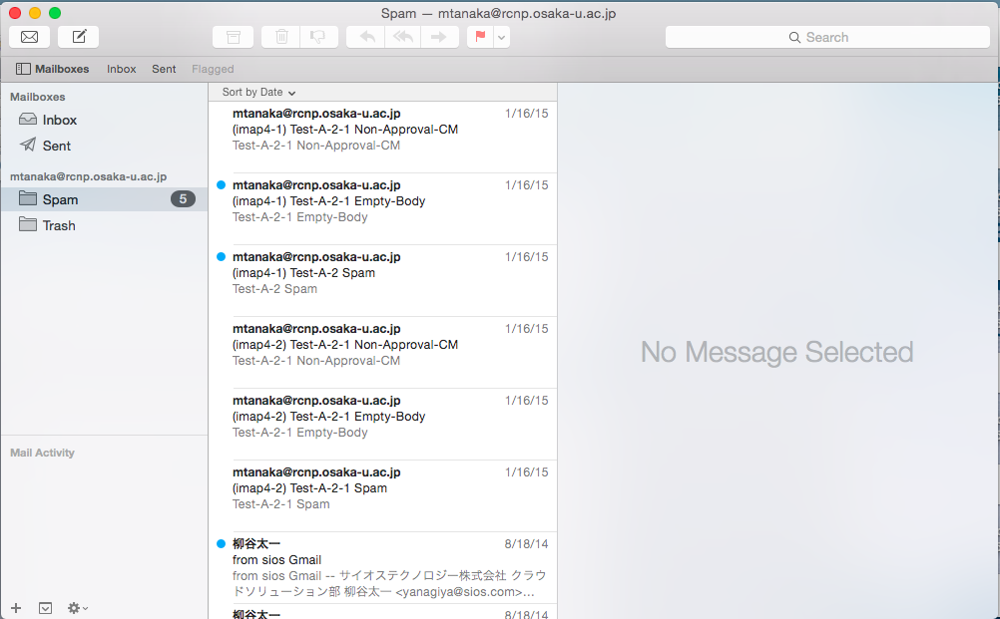 Spam — mtanaka@rcnp.osaka-u.ac.jp
Search
Mailboxes Inbox Sent Flagged
Mailboxes
Inbox
Sent
mtanaka@rcnp.osaka-u.ac.jp
Spam 5
Trash
Mail Activity
Sort by Date
mtanaka@rcnp.osaka-u.ac.jp 1/16/15
(imap4-1) Test-A-2-1 Non-Approval-CM
Test-A-2-1 Non-Approval-CM
mtanaka@rcnp.osaka-u.ac.jp 1/16/15
(imap4-1) Test-A-2-1 Empty-Body
Test-A-2-1 Empty-Body
mtanaka@rcnp.osaka-u.ac.jp 1/16/15
(imap4-1) Test-A-2 Spam
Test-A-2 Spam
mtanaka@rcnp.osaka-u.ac.jp 1/16/15
(imap4-2) Test-A-2-1 Non-Approval-CM
Test-A-2-1 Non-Approval-CM
mtanaka@rcnp.osaka-u.ac.jp 1/16/15
(imap4-2) Test-A-2-1 Empty-Body
Test-A-2-1 Empty-Body
mtanaka@rcnp.osaka-u.ac.jp 1/16/15
(imap4-2) Test-A-2-1 Spam
Test-A-2-1 Spam
柳谷太一 8/18/14
from sios Gmail
from sios Gmail -- サイオステクノロジー株式会社 クラウ
ドソリューション部 柳谷太一 <yanagiya@sios.com>…
柳谷太一 8/18/14
No Message Selected